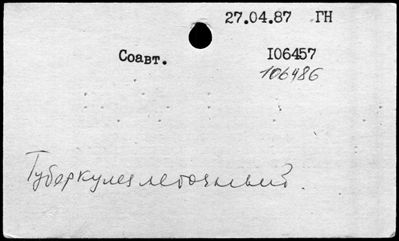 27.04.87 ГН
Соавт. I06457
106486
Туберкулез легочный.